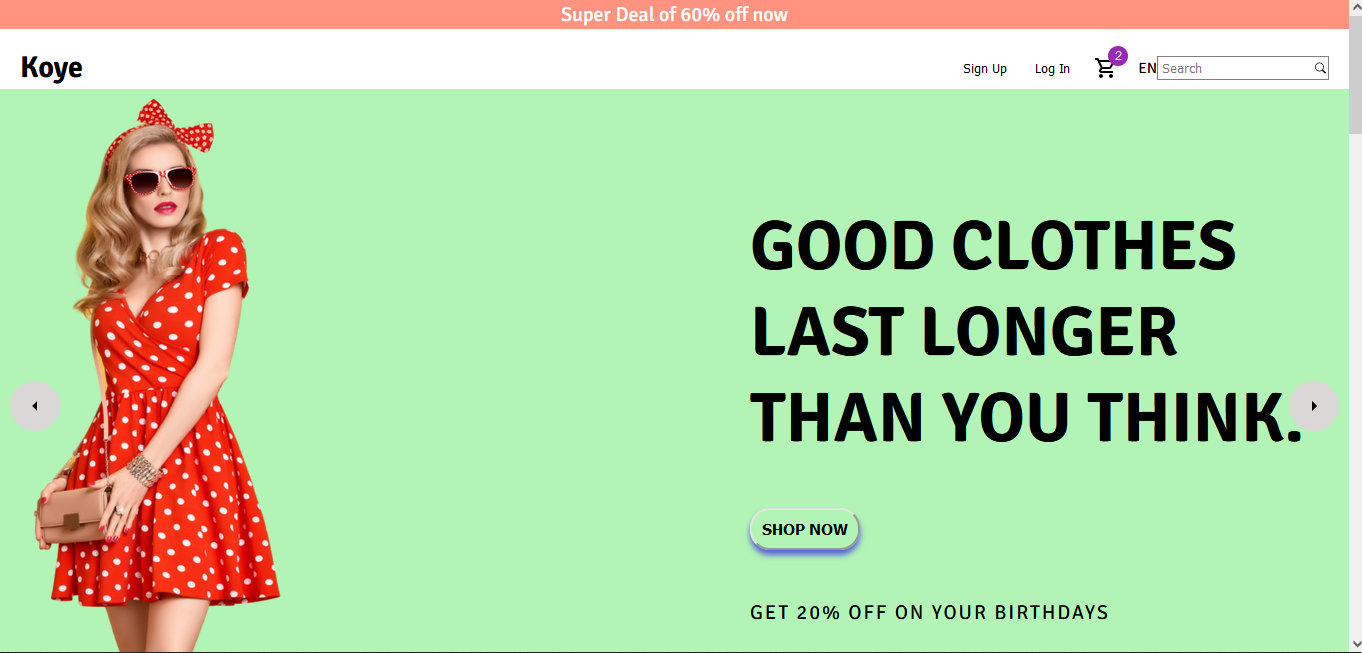 Super Deal of 60% off now
Koye
Sign Up
Log In
2
EN
Search
GOOD CLOTHES
LAST LONGER
THAN YOU THINK.
SHOP NOW
GET 20% OFF ON YOUR BIRTHDAYS